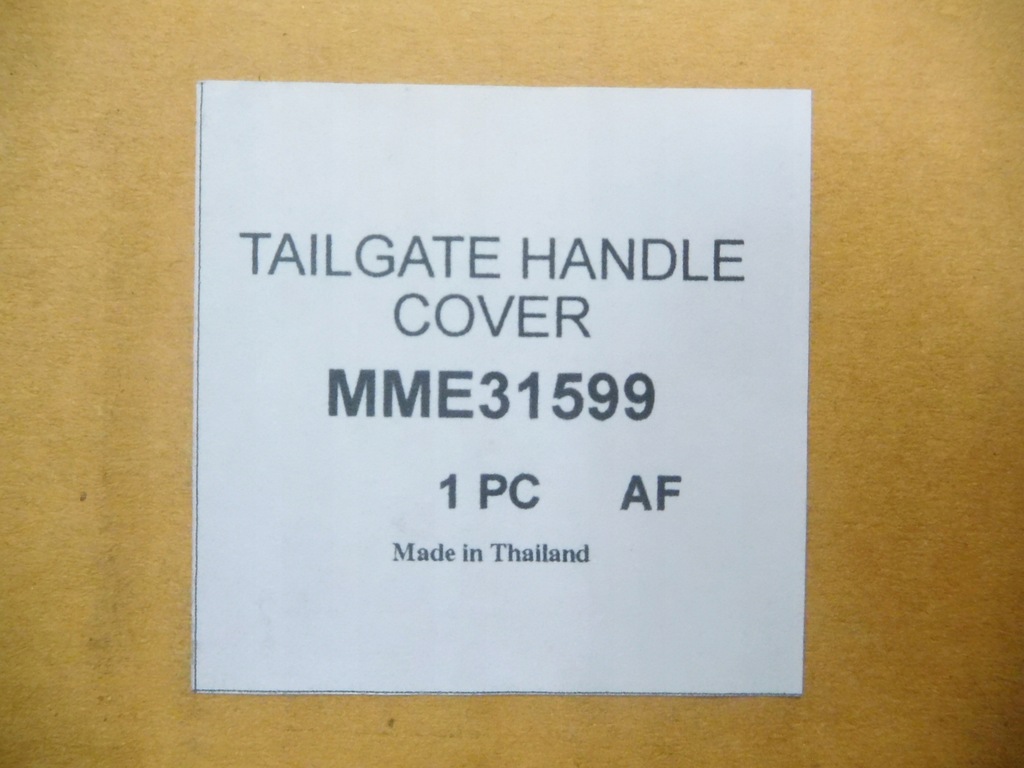 TAILGATE HANDLE
COVER
MME31599
1 PC AF
Made in Thailand